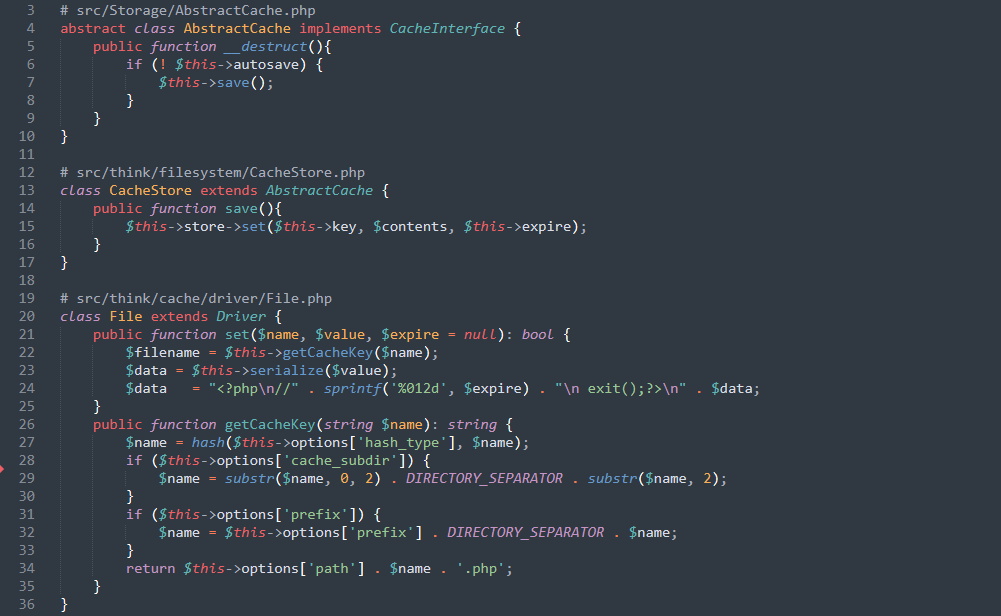 3 # src/Storage/AbstractCache.php
4 abstract class AbstractCache implements CacheInterface {
5     public function __destruct(){
6         if (! $this->autosave) {
7             $this->save();
8         }
9     }
10 }
11
12 # src/think/filesystem/CacheStore.php
13 class CacheStore extends AbstractCache {
14     public function save(){
15         $this->store->set($this->key, $contents, $this->expire);
16     }
17 }
18
19 # src/think/cache/driver/File.php
20 class File extends Driver {
21     public function set($name, $value, $expire = null): bool {
22         $filename = $this->getCacheKey($name);
23         $data = $this->serialize($value);
24         $data   = "<?php\n//" . sprintf('%012d', $expire) . "\n exit();?>\n" . $data;
25     }
26     public function getCacheKey(string $name): string {
27         $name = hash($this->options['hash_type'], $name);
28         if ($this->options['cache_subdir']) {
29             $name = substr($name, 0, 2) . DIRECTORY_SEPARATOR . substr($name, 2);
30         }
31         if ($this->options['prefix']) {
32             $name = $this->options['prefix'] . DIRECTORY_SEPARATOR . $name;
33         }
34         return $this->options['path'] . $name . '.php';
35     }
36 }